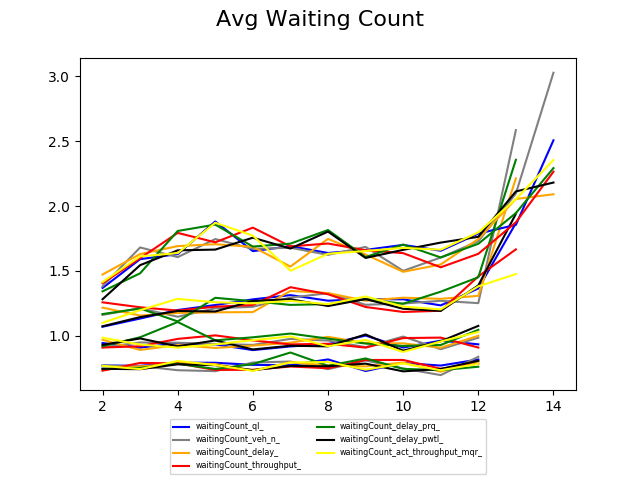 Avg Waiting Count
3.0
2.5
2.0
1.5
1.0
2 4 6 8 10 12 14
waitingCount_ql_ waitingCount_delay_prq_
waitingCount_veh_n_ waitingCount_delay_pwtl_
waitingCount_delay_ waitingCount_act_throughput_mqr_
waitingCount_throughput_